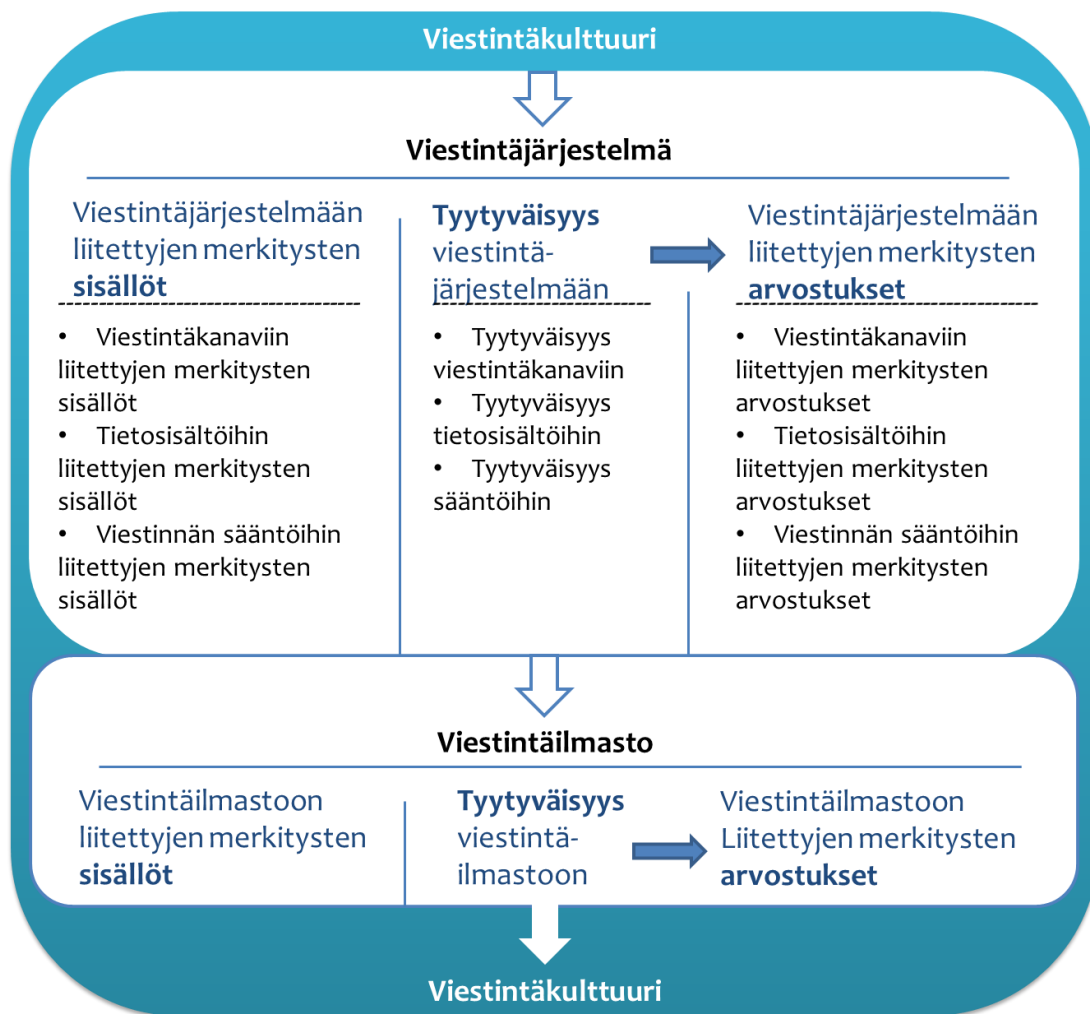 Viestintäkulttuuri
Viestintäjärjestelmä
Viestintäjärjestelmään
liitettyjen merkitysten
sisällöt
• Viestintäkanaviin
liitettyjen merkitysten
sisällöt
• Tietosisältöihin
liitettyjen merkitysten
sisällöt
• Viestinnän sääntöihin
liitettyjen merkitysten
sisällöt
Tyytyväisyys
viestintä-
järjestelmään
• Tyytyväisyys
viestintäkanaviin
• Tyytyväisyys
tietosisältöihin
• Tyytyväisyys
sääntöihin
Viestintäjärjestelmään
liitettyjen merkitysten
arvostukset
• Viestintäkanaviin
liitettyjen merkitysten
arvostukset
• Tietosisältöihin
liitettyjen merkitysten
arvostukset
• Viestinnän sääntöihin
liitettyjen merkitysten
arvostukset
Viestintäilmasto
Viestintäilmastoon
liitettyjen merkitysten
sisällöt
Tyytyväisyys
viestintä-
ilmastoon
Viestintäilmastoon
Liitettyjen merkitysten
arvostukset
Viestintäkulttuuri